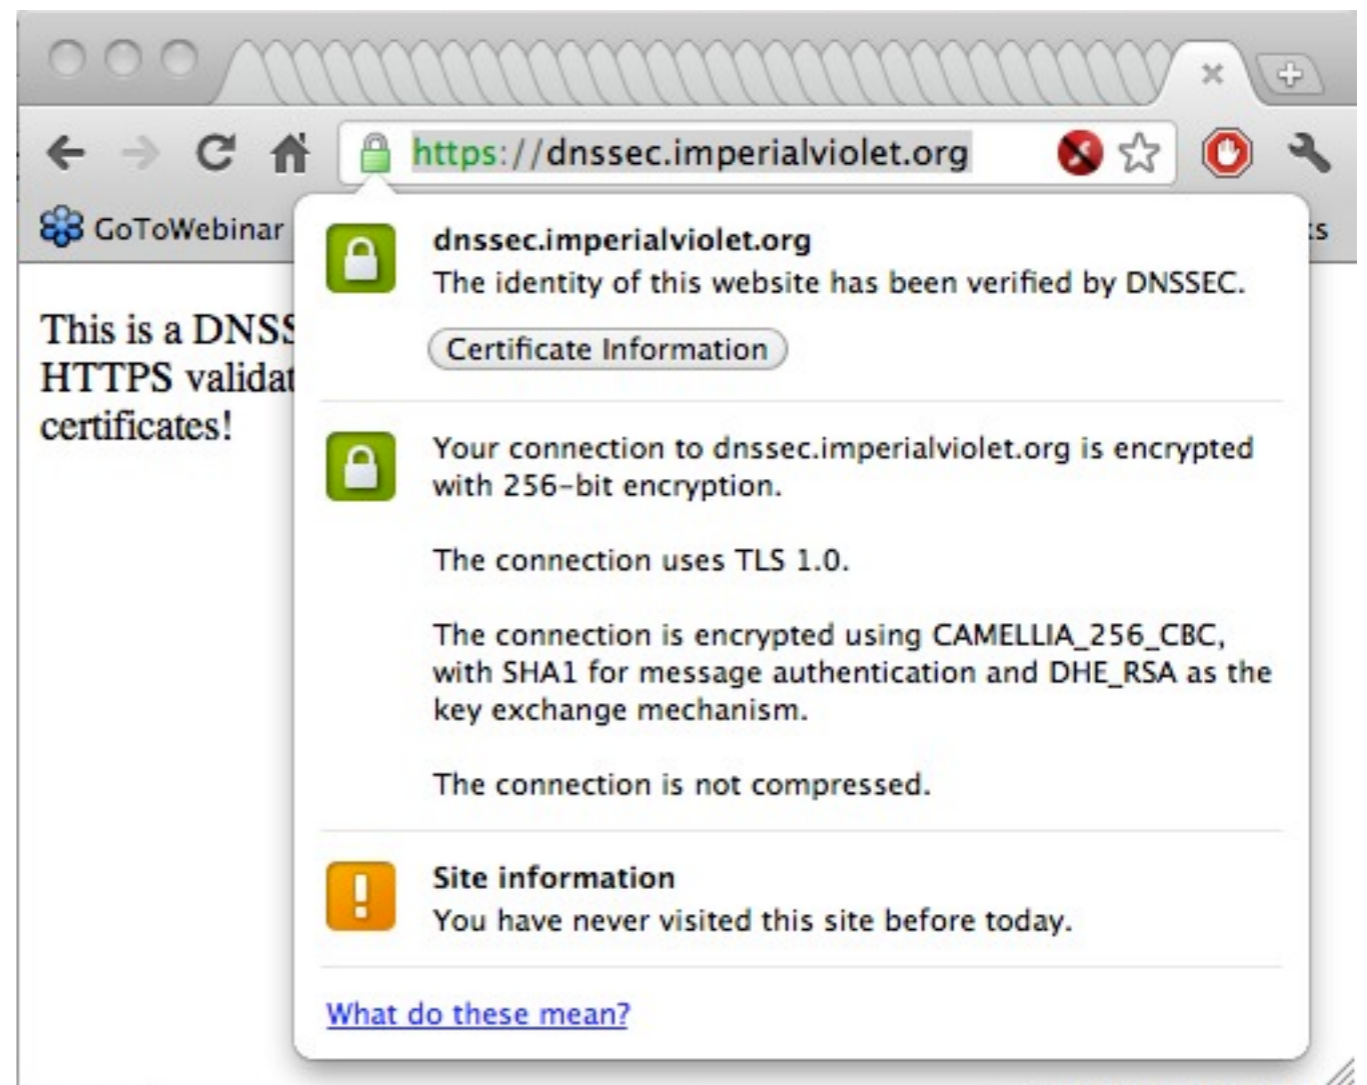 https://dnssec.imperialviolet.org
GoToWebinar
dnssec.imperialviolet.org
The identity of this website has been verified by DNSSEC.
Certificate Information
Your connection to dnssec.imperialviolet.org is encrypted
with 256-bit encryption.
The connection uses TLS 1.0.
The connection is encrypted using CAMELLIA_256_CBC,
with SHA1 for message authentication and DHE_RSA as the
key exchange mechanism.
The connection is not compressed.
Site information
You have never visited this site before today.
What do these mean?
This is a
HTTPS
certificates!